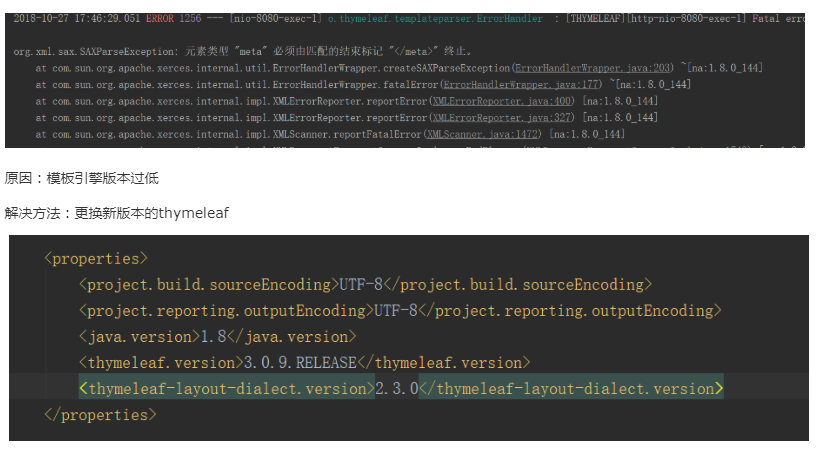 2018-10-27 17:46:29.051 ERROR 1256 --- [nio-8080-exec-1] o.thymeleaf.templateparser.ErrorHandler : [THYMELEAF][http-nio-8080-exec-1] Fatal erro
org.xml.sax.SAXParseException: 元素类型 "meta" 必须由匹配的结束标记 "</meta>" 终止。
at com.sun.org.apache.xerces.internal.util.ErrorHandlerWrapper.createSAXParseException(ErrorHandlerWrapper.java:203) ~[na:1.8.0_144]
at com.sun.org.apache.xerces.internal.util.ErrorHandlerWrapper.fatalError(ErrorHandlerWrapper.java:177) ~[na:1.8.0_144]
at com.sun.org.apache.xerces.internal.impl.XMLErrorReporter.reportError(XMLErrorReporter.java:400) [na:1.8.0_144]
at com.sun.org.apache.xerces.internal.impl.XMLErrorReporter.reportError(XMLErrorReporter.java:327) [na:1.8.0_144]
at com.sun.org.apache.xerces.internal.impl.XMLScanner.reportFatalError(XMLScanner.java:1472) [na:1.8.0_144]
原因：模板引擎版本过低
解决方法：更换新版本的thymeleaf
<properties>
<project.build.sourceEncoding>UTF-8</project.build.sourceEncoding>
<project.reporting.outputEncoding>UTF-8</project.reporting.outputEncoding>
<java.version>1.8</java.version>
<thymeleaf.version>3.0.9.RELEASE</thymeleaf.version>
<thymeleaf-layout-dialect.version>2.3.0</thymeleaf-layout-dialect.version>
</properties>